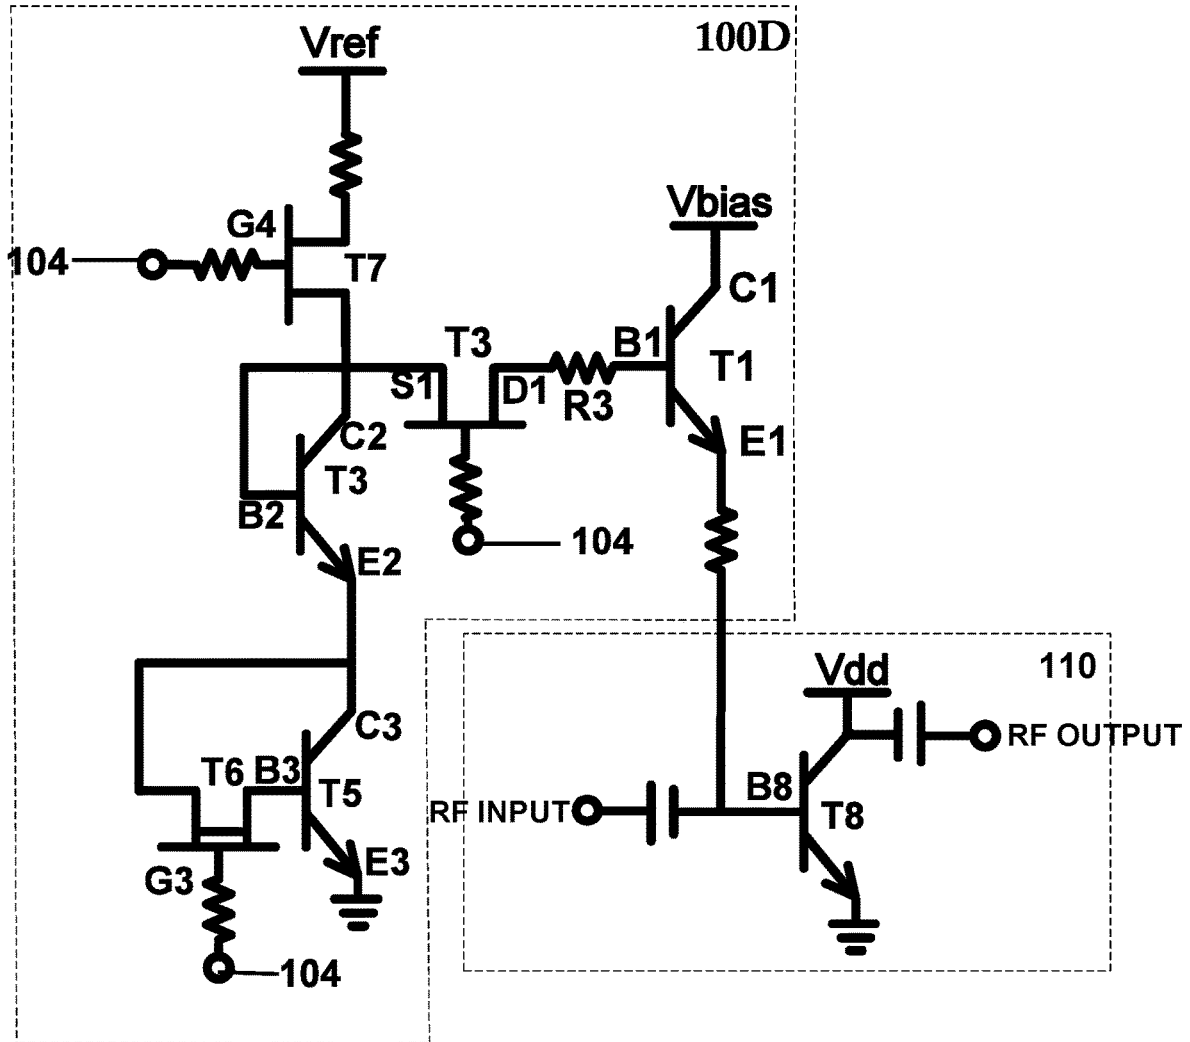 100D
Vref
Vbias
G4
104
T7
C1
T3
B1
T1
S1
D1
R3
C2
E1
T3
B2
104
E2
110
Vdd
C3
RF OUTPUT
T6
B3
T5
B8
RF INPUT
T8
E3
G3
104